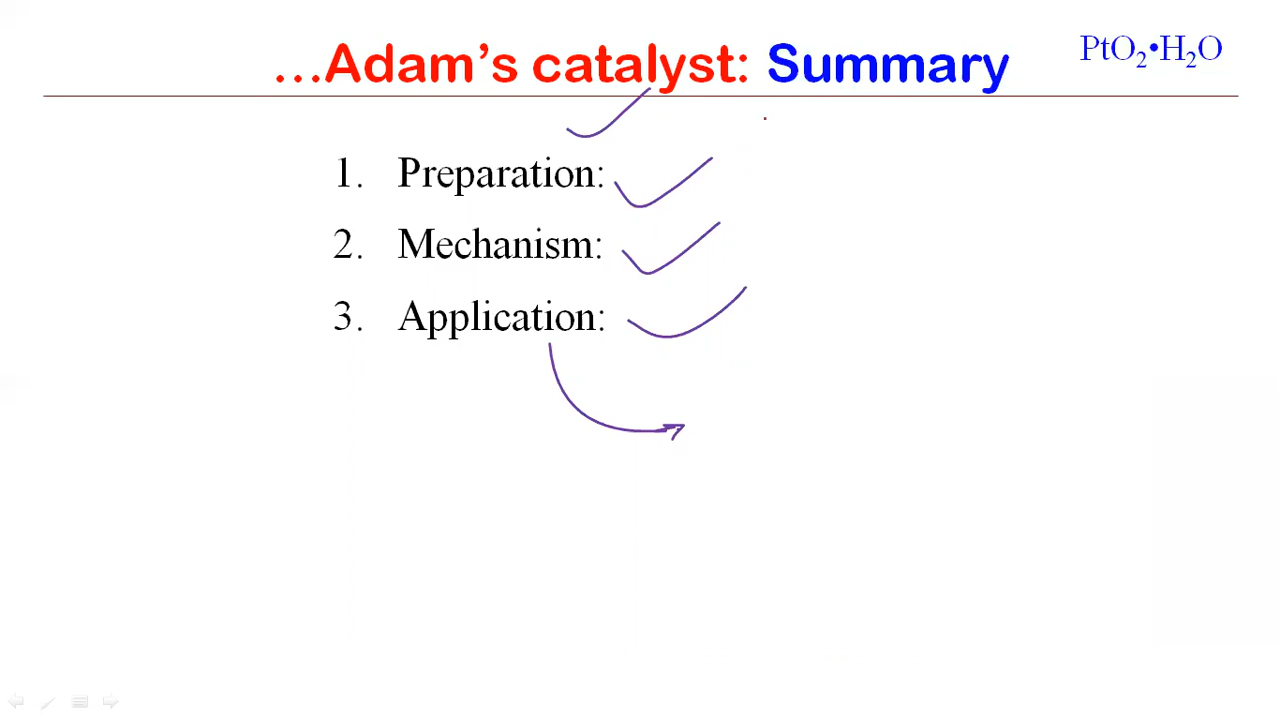 ...Adam's catalyst: Summary
PtO₂•H₂O
1. Preparation:
2. Mechanism:
3. Application: